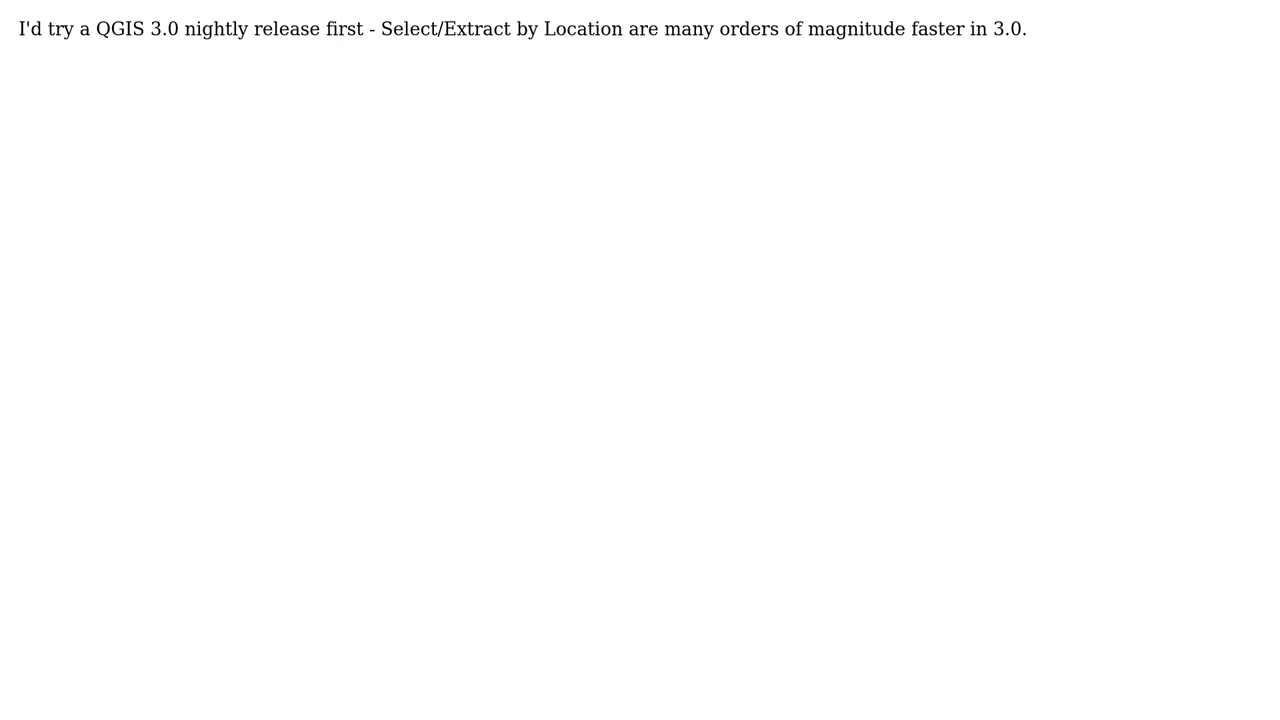 I'd try a QGIS 3.0 nightly release first - Select/Extract by Location are many orders of magnitude faster in 3.0.